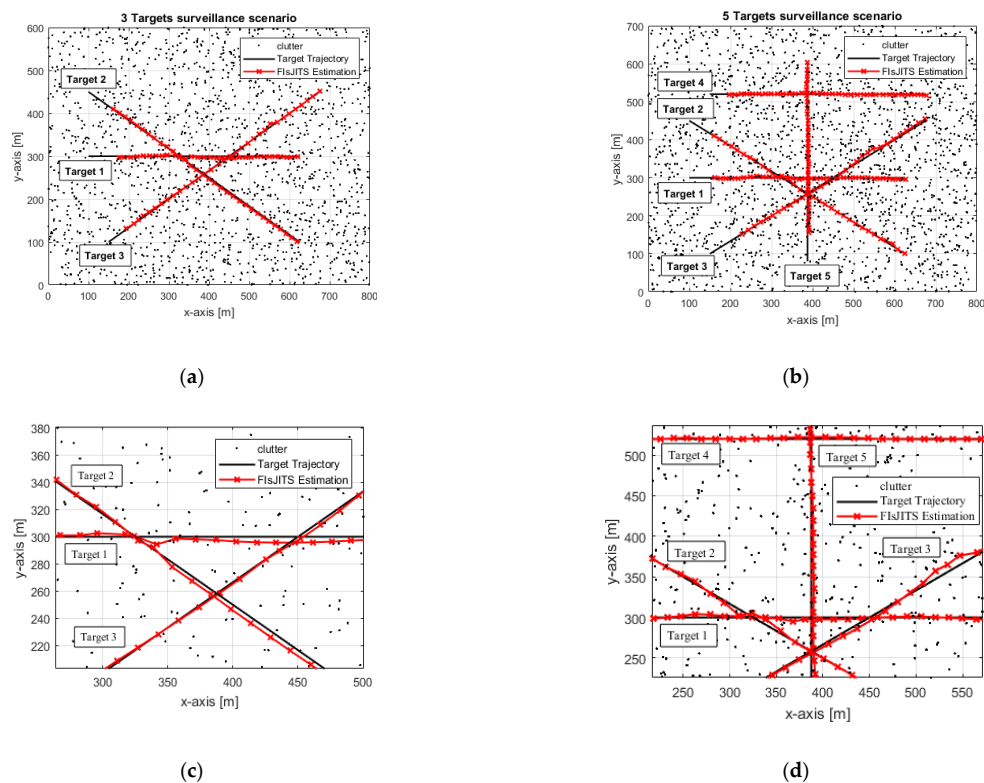 3 Targets surveillance scenario
600
500
400
300
200
100
0
y-axis [m]
clutter
Target Trajectory
FIsJITS Estimation
Target 2
Target 1
Target 3
0 100 200 300 400 500 600 700 800
x-axis [m]
(a)
5 Targets surveillance scenario
700
600
500
400
300
200
100
0
y-axis [m]
clutter
Target Trajectory
FIsJITS Estimation
Target 4
Target 2
Target 1
Target 3
Target 5
0 100 200 300 400 500 600 700 800
x-axis [m]
(b)
380
360
340
320
300
280
260
240
220
y-axis [m]
clutter
Target Trajectory
FIsJITS Estimation
Target 2
Target 1
Target 3
300 350 400 450 500
x-axis [m]
(c)
500
450
400
350
300
250
y-axis [m]
Target 4
Target 5
clutter
Target Trajectory
FIsJITS Estimation
Target 2
Target 3
Target 1
250 300 350 400 450 500 550
x-axis [m]
(d)